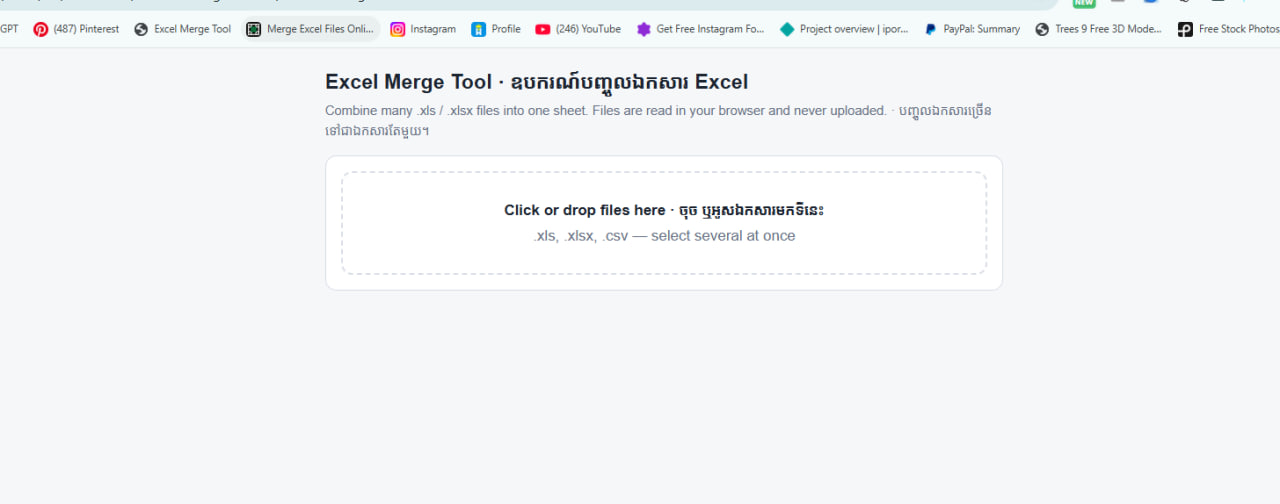 GPT
(487) Pinterest
Excel Merge Tool
Merge Excel Files Onli...
Instagram
Profile
(246) YouTube
Get Free Instagram Fo...
Project overview | ipor...
PayPal: Summary
Trees 9 Free 3D Mode...
Free Stock Photos
NEW
Excel Merge Tool · ឧបករណ៍បញ្ចូលឯកសារ Excel
Combine many .xls / .xlsx files into one sheet. Files are read in your browser and never uploaded. · បញ្ចូលឯកសារច្រើន
ទៅជាឯកសារតែមួយ។
Click or drop files here · ចុច ឬអូសឯកសារមកទីនេះ
.xls, .xlsx, .csv — select several at once